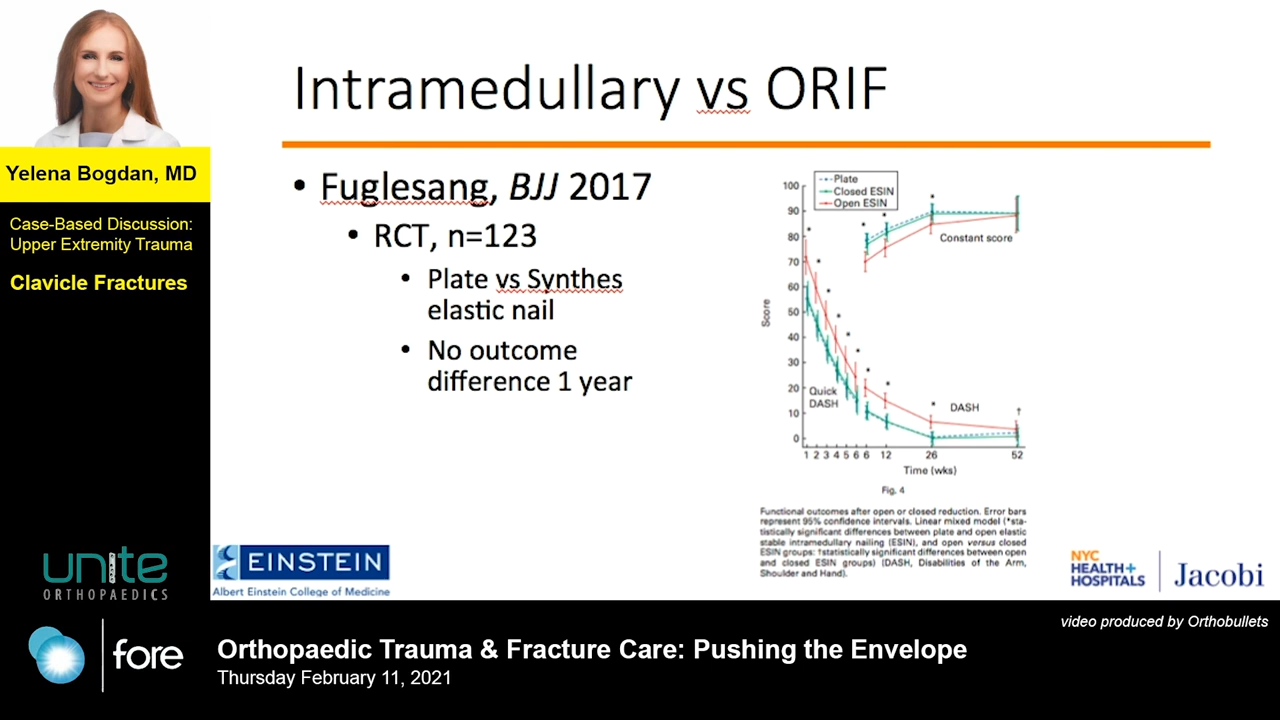 Intramedullary vs ORIF
Yelena Bogdan, MD
Case-Based Discussion:
Upper Extremity Trauma
Clavicle Fractures
• Fuglesang, BJJ 2017
• RCT, n=123
• Plate vs Synthes
elastic nail
• No outcome
difference 1 year
Plate
Closed ESIN
Open ESIN
Constant score
Quick
DASH
DASH
Score
100
90
80
70
60
50
40
30
20
10
0
1 2 3 4 5 6 6 12 26 52
Time (wks)
Fig. 4
Functional outcomes after open or closed reduction. Error bars
represent 95% confidence intervals. Linear mixed model (*sta-
tistically significant differences between plate and open elastic
stable intramedullary nailing (ESIN), and open versus closed
ESIN groups: †statistically significant differences between open
and closed ESIN groups) (DASH, Disabilities of the Arm,
Shoulder and Hand).
unite
ORTHOPAEDICS
EINSTEIN
Albert Einstein College of Medicine
NYC
HEALTH+
HOSPITALS
Jacobi
video produced by Orthobullets
fore
Orthopaedic Trauma & Fracture Care: Pushing the Envelope
Thursday February 11, 2021